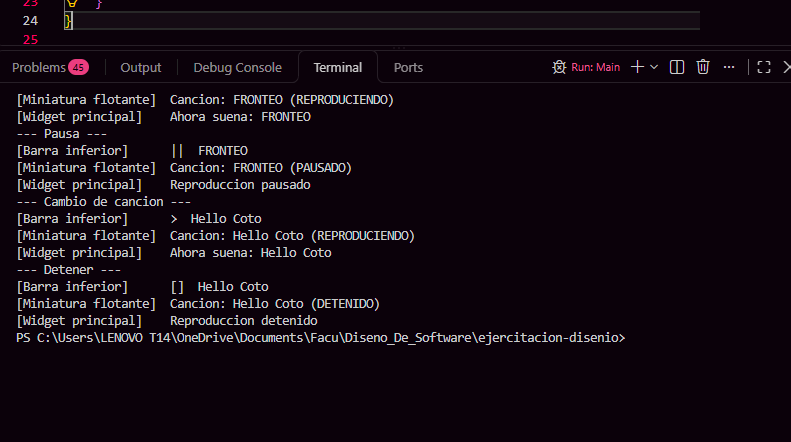 23 }
24 }
25
Problems 45 Output Debug Console Terminal Ports Run: Main
[Miniatura flotante] Cancion: FRONTEO (REPRODUCIENDO)
[Widget principal] Ahora suena: FRONTEO
--- Pausa ---
[Barra inferior] || FRONTEO
[Miniatura flotante] Cancion: FRONTEO (PAUSADO)
[Widget principal] Reproduccion pausado
--- Cambio de cancion ---
[Barra inferior] > Hello Coto
[Miniatura flotante] Cancion: Hello Coto (REPRODUCIENDO)
[Widget principal] Ahora suena: Hello Coto
--- Detener ---
[Barra inferior] [] Hello Coto
[Miniatura flotante] Cancion: Hello Coto (DETENIDO)
[Widget principal] Reproduccion detenido
PS C:\Users\LENOVO T14\OneDrive\Documents\Facu\Diseno_De_Software\ejercitacion-disenio>